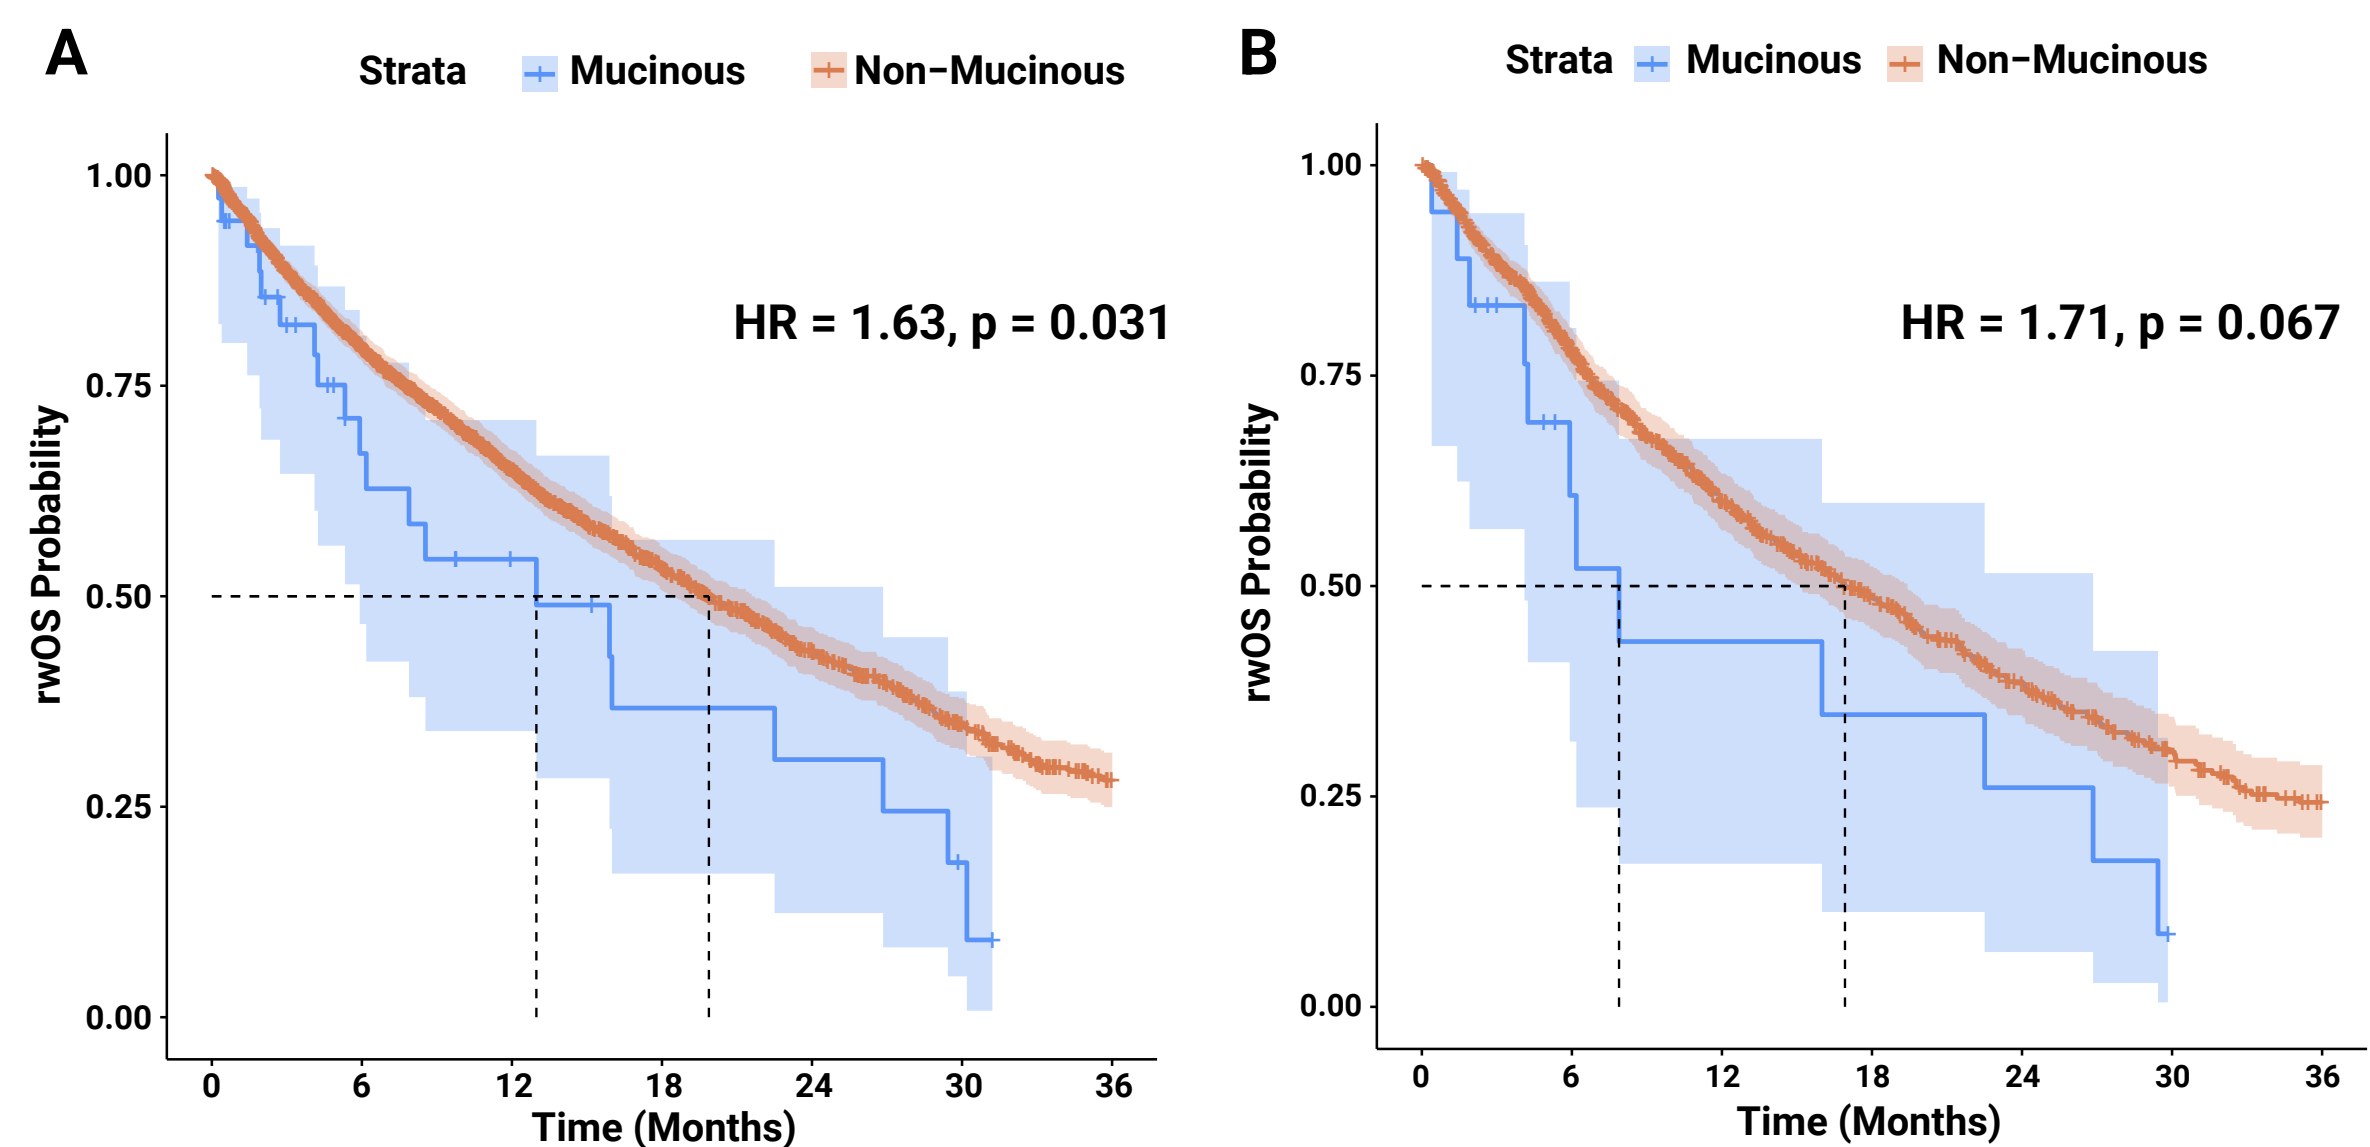 A
Strata Mucinous Non−Mucinous
HR = 1.63, p = 0.031
rwOS Probability
1.00
0.75
0.50
0.25
0.00
0 6 12 18 24 30 36
Time (Months)
B
Strata Mucinous Non−Mucinous
HR = 1.71, p = 0.067
rwOS Probability
1.00
0.75
0.50
0.25
0.00
0 6 12 18 24 30 36
Time (Months)